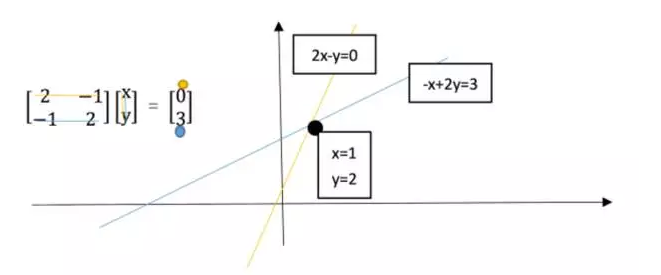 2x-y=0
-x+2y=3
[ 2 −1 ] [ x ] = [ 0 ]
[ −1 2 ] [ y ] [ 3 ]
x=1
y=2